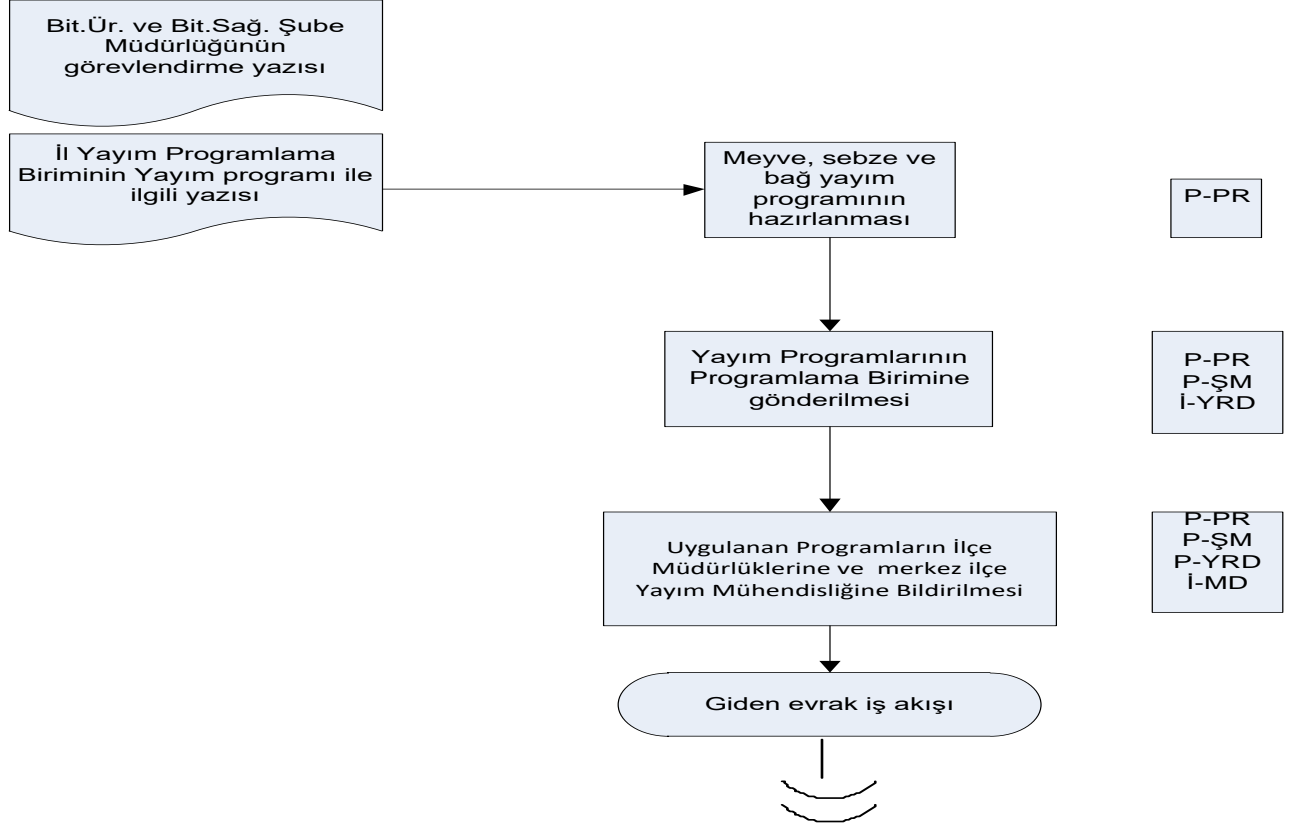 Bit.Ür. ve Bit.Sağ. Şube
Müdürlüğünün
görevlendirme yazısı
İl Yayım Programlama
Biriminin Yayım programı ile
ilgili yazısı
Meyve, sebze ve
bağ yayım
programının
hazırlanması
P-PR
Yayım Programlarının
Programlama Birimine
gönderilmesi
P-PR
P-ŞM
İ-YRD
Uygulanan Programların İlçe
Müdürlüklerine ve merkez ilçe
Yayım Mühendisliğine Bildirilmesi
P-PR
P-ŞM
P-YRD
İ-MD
Giden evrak iş akışı